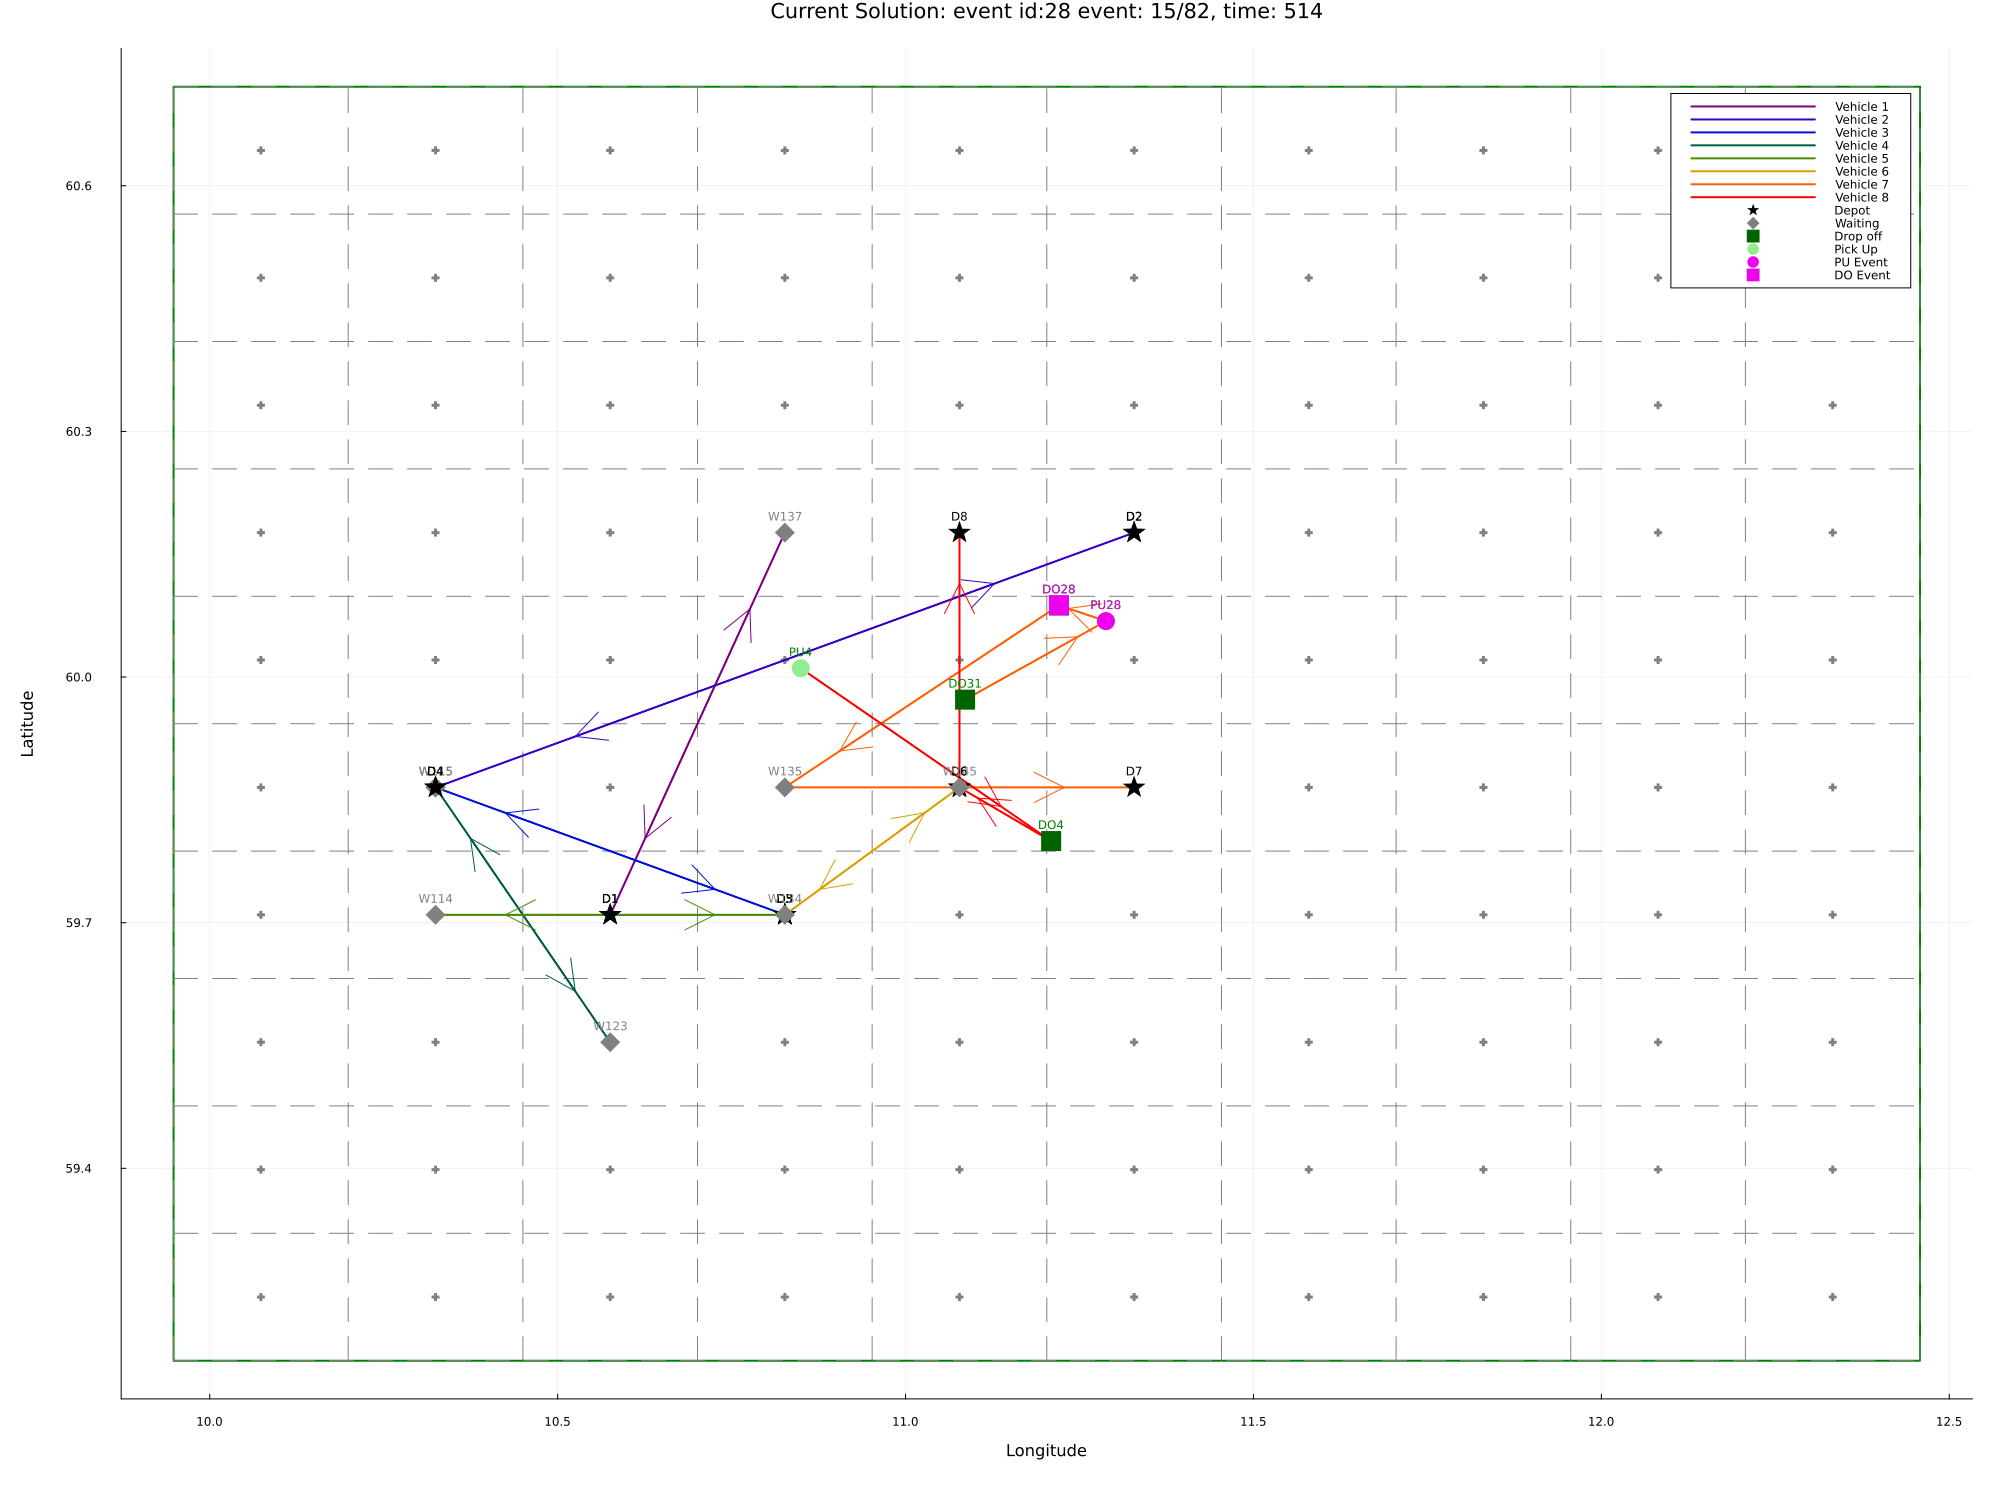 Current Solution: event id:28 event: 15/82, time: 514
Vehicle 1
Vehicle 2
Vehicle 3
Vehicle 4
Vehicle 5
Vehicle 6
Vehicle 7
Vehicle 8
Depot
Waiting
Drop off
Pick Up
PU Event
DO Event
60.6
60.3
60.0
59.7
59.4
Latitude
W137
D8
D2
DO28
PU28
PU4
DO31
D4
W135
D6
D7
DO4
W114
D1
W123
10.0
10.5
11.0
11.5
12.0
12.5
Longitude